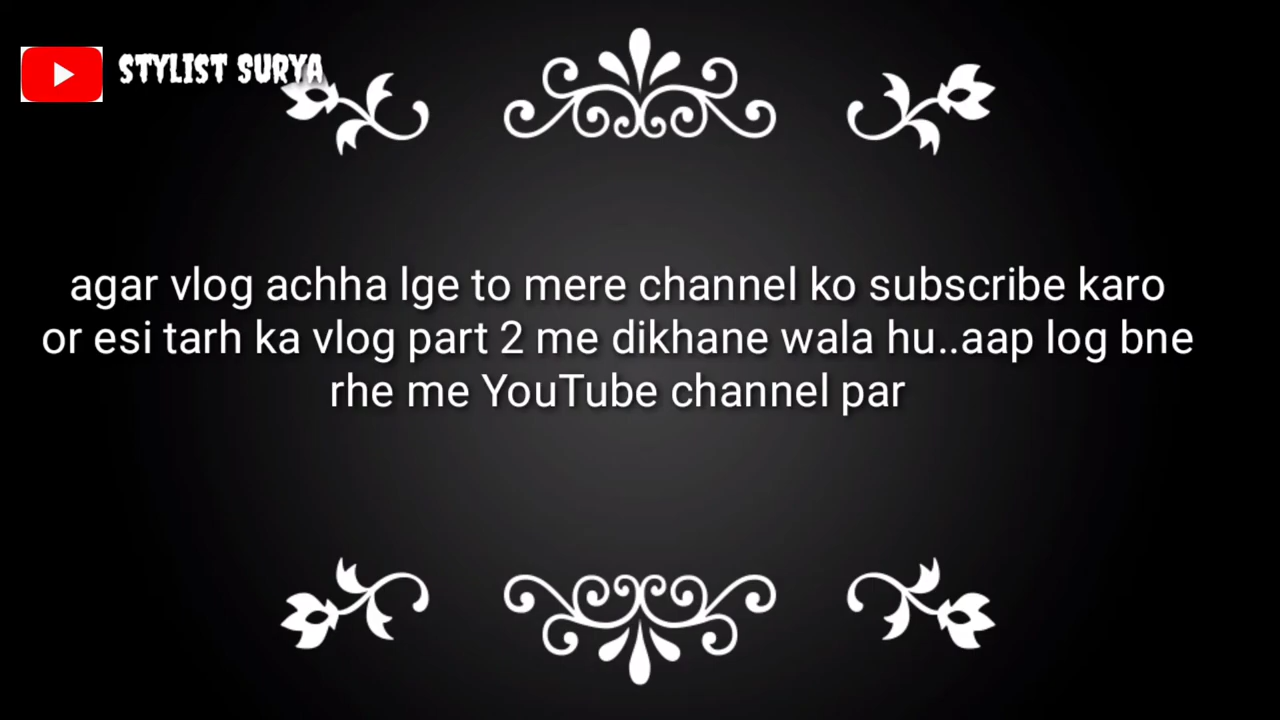 STYLIST SURYA
agar vlog achha lge to mere channel ko subscribe karo
or esi tarh ka vlog part 2 me dikhane wala hu..aap log bne
rhe me YouTube channel par